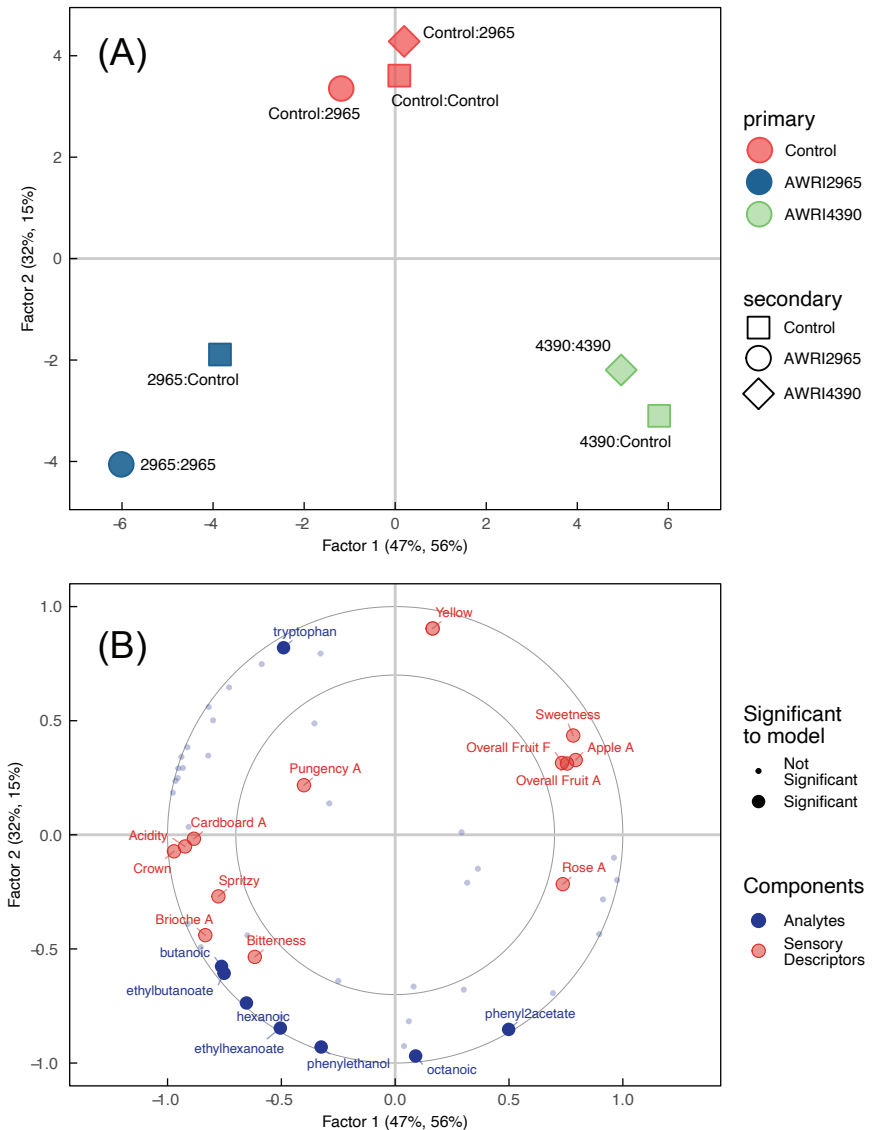 (A)
Control:2965
Control:Control
Control:2965
2965:Control
2965:2965
4390:4390
4390:Control
4
2
0
–2
–4
–6
–4
–2
0
2
4
6
Factor 2 (32%, 15%)
Factor 1 (47%, 56%)
primary
Control
AWRI2965
AWRI4390
secondary
Control
AWRI2965
AWRI4390
(B)
Yellow
tryptophan
Sweetness
Overall Fruit F
Apple A
Overall Fruit A
Pungency A
Cardboard A
Acidity
Crown
Spritzy
Rose A
Brioche A
Bitterness
butanoic
ethylbutanoate
hexanoic
ethylhexanoate
phenylethanol
octanoic
phenyl2acetate
1.0
0.5
0.0
–0.5
–1.0
–1.0
–0.5
0.0
0.5
1.0
Factor 2 (32%, 15%)
Factor 1 (47%, 56%)
Significant
to model
Not
Significant
Significant
Components
Analytes
Sensory
Descriptors